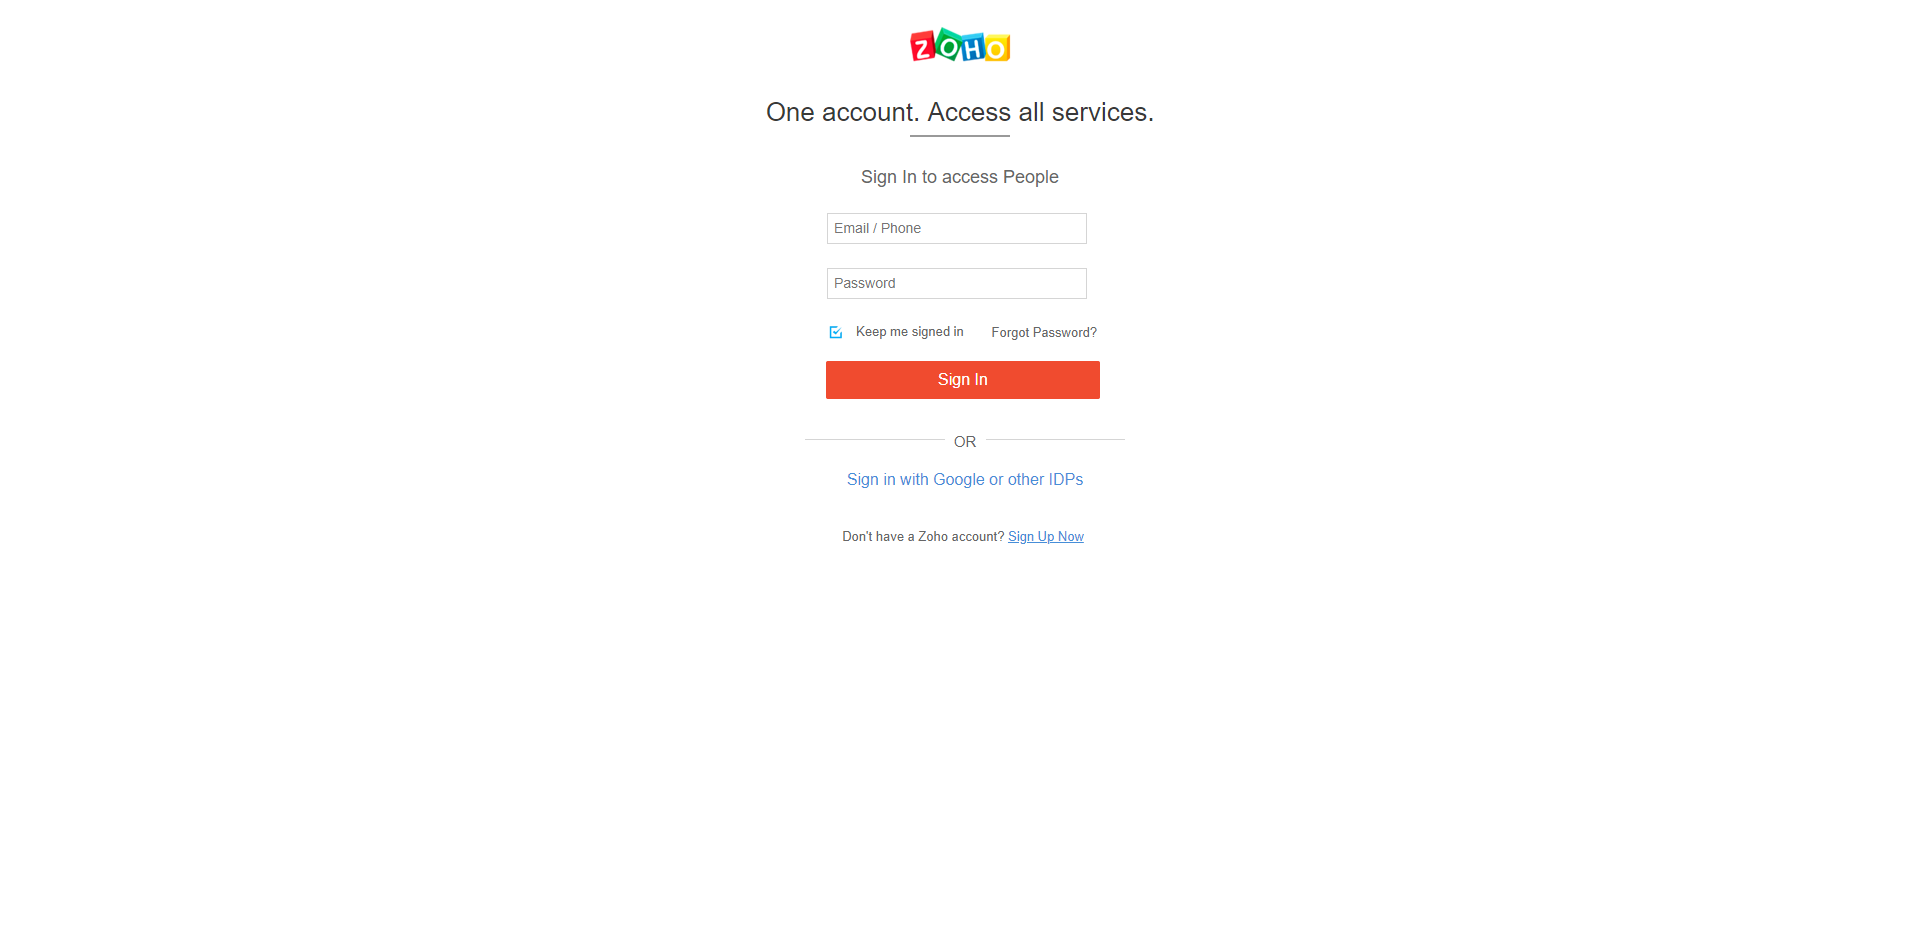 ZOHO
One account. Access all services.
Sign In to access People
Email / Phone
Password
Keep me signed in Forgot Password?
Sign In
OR
Sign in with Google or other IDPs
Don't have a Zoho account? Sign Up Now